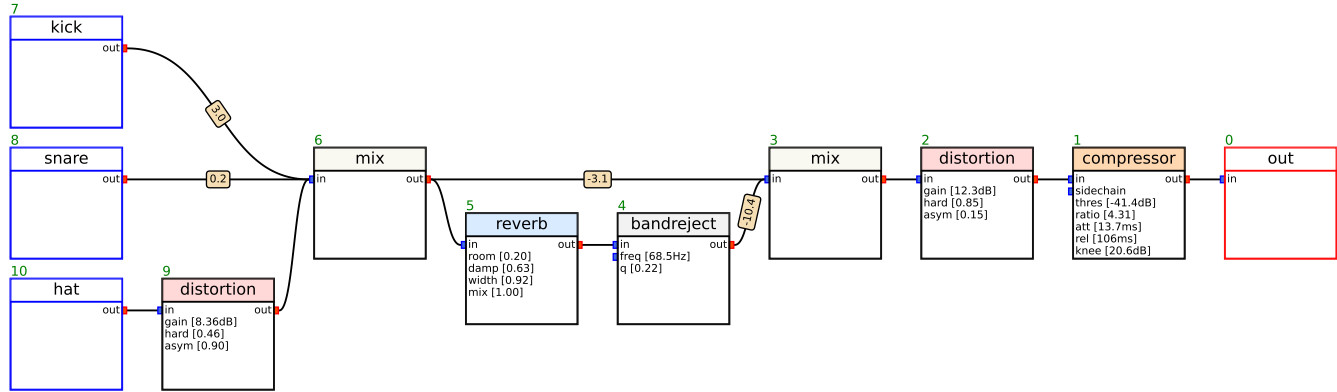 7
kick
out
3.0
8
snare
out
0.2
10
hat
out
9
distortion
in out
gain [8.36dB]
hard [0.46]
asym [0.90]
6
mix
in out
-3.1
5
reverb
in out
room [0.20]
damp [0.63]
width [0.92]
mix [1.00]
4
bandreject
in out
freq [68.5Hz]
q [0.22]
-10.4
3
mix
in out
2
distortion
in out
gain [12.3dB]
hard [0.85]
asym [0.15]
1
compressor
in out
sidechain
thres [-41.4dB]
ratio [4.31]
att [13.7ms]
rel [106ms]
knee [20.6dB]
0
out
in